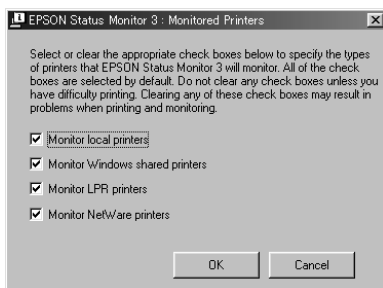 EPSON Status Monitor 3 : Monitored Printers
Select or clear the appropriate check boxes below to specify the types
of printers that EPSON Status Monitor 3 will monitor. All of the check
boxes are selected by default. Do not clear any check boxes unless you
have difficulty printing. Clearing any of these check boxes may result in
problems when printing and monitoring.
Monitor local printers
Monitor Windows shared printers
Monitor LPR printers
Monitor NetWare printers
OK
Cancel